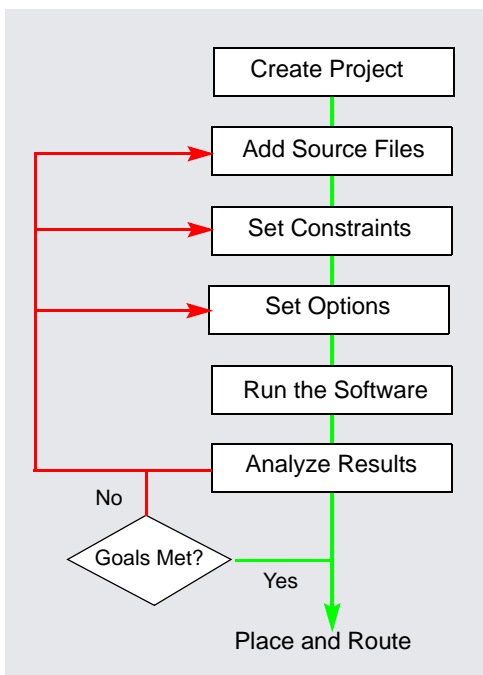 Create Project
Add Source Files
Set Constraints
Set Options
Run the Software
Analyze Results
No
Goals Met?
Yes
Place and Route